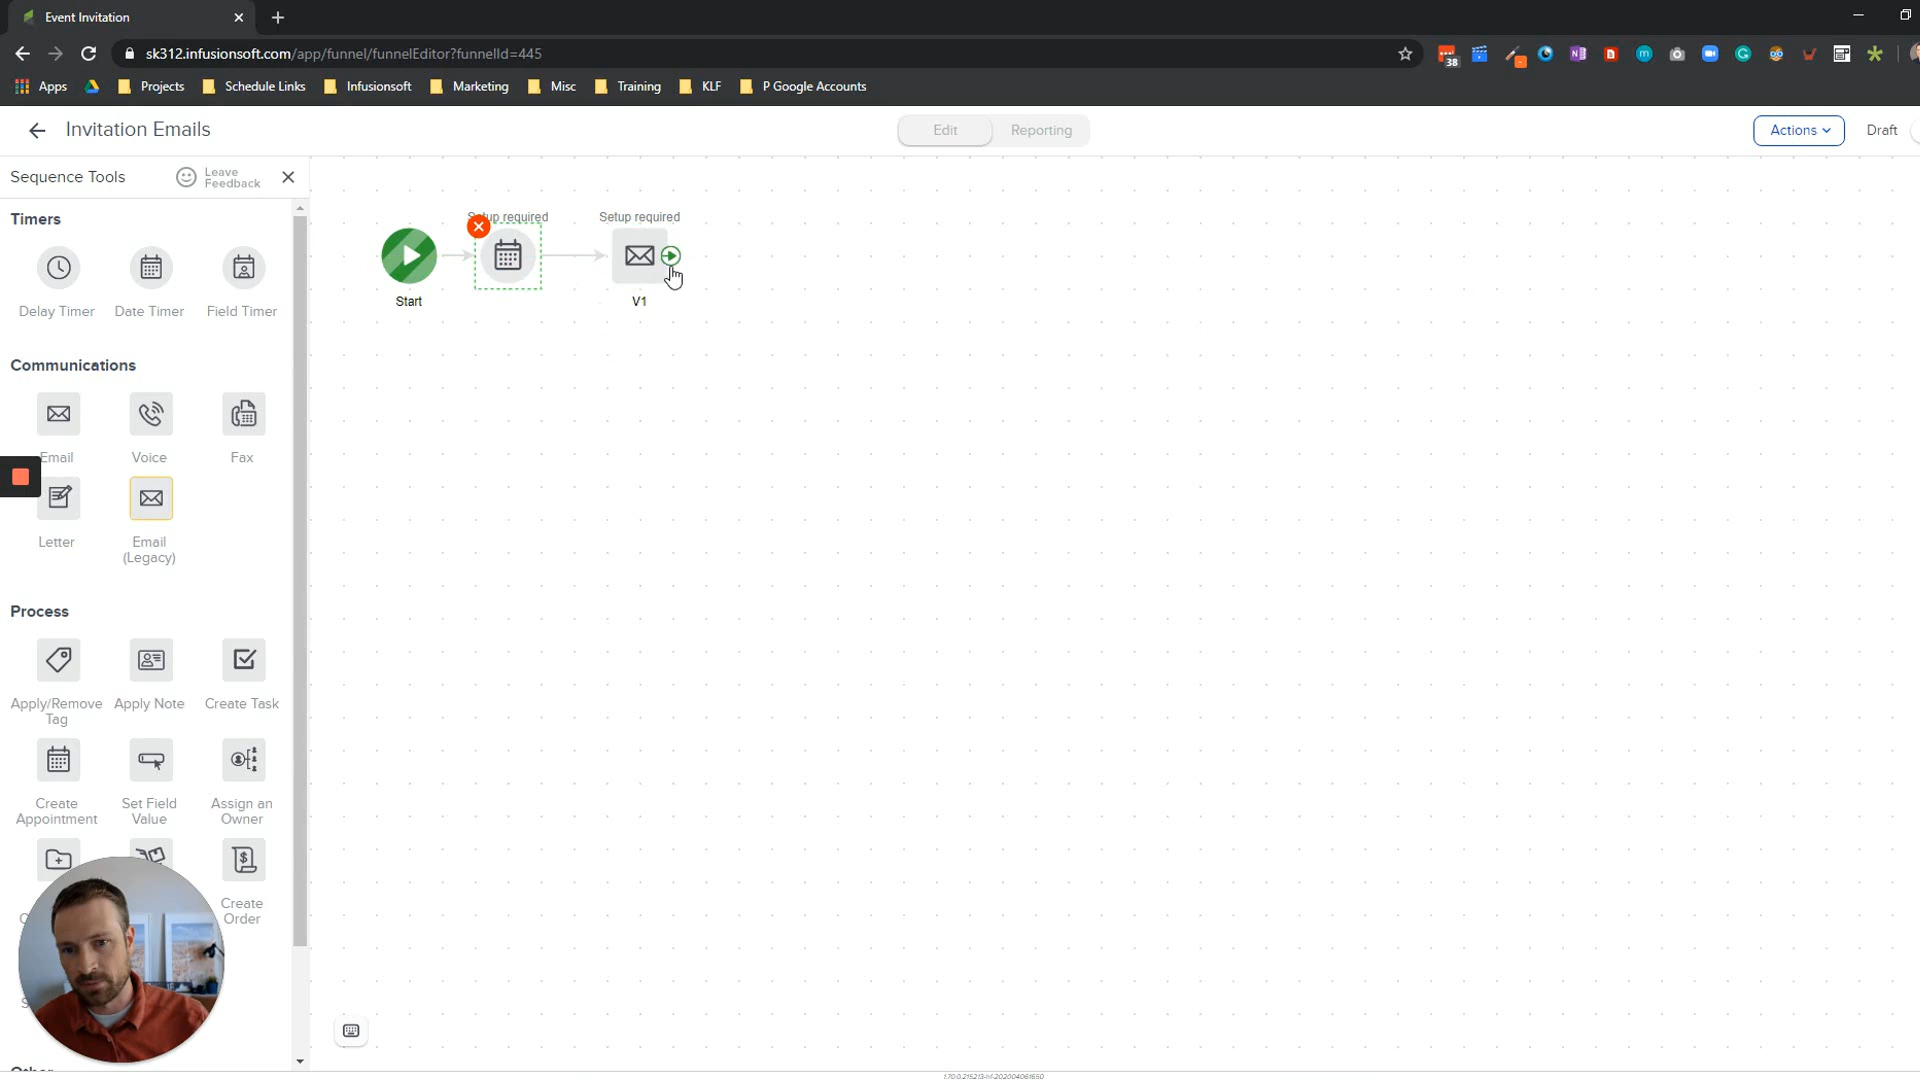 Event Invitation
sk312.infusionsoft.com/app/funnel/funnelEditor?funnelId=445
38
Apps
Projects
Schedule Links
Infusionsoft
Marketing
Misc
Training
KLF
P Google Accounts
Invitation Emails
Edit
Reporting
Actions
Draft
Sequence Tools
Leave
Feedback
Timers
Delay Timer
Date Timer
Field Timer
Communications
Email
Voice
Fax
Letter
Email
(Legacy)
Process
Apply/Remove
Tag
Apply Note
Create Task
Create
Appointment
Set Field
Value
Assign an
Owner
Create
Order
Setup required
Setup required
Start
V1